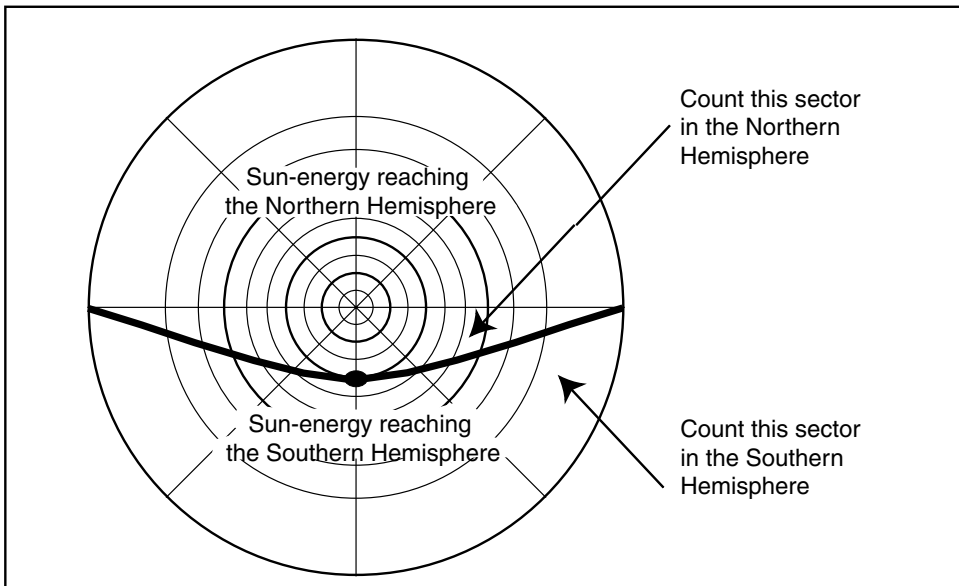 Count this sector
in the Northern
Hemisphere
Sun-energy reaching
the Northern Hemisphere
Sun-energy reaching
the Southern Hemisphere
Count this sector
in the Southern
Hemisphere